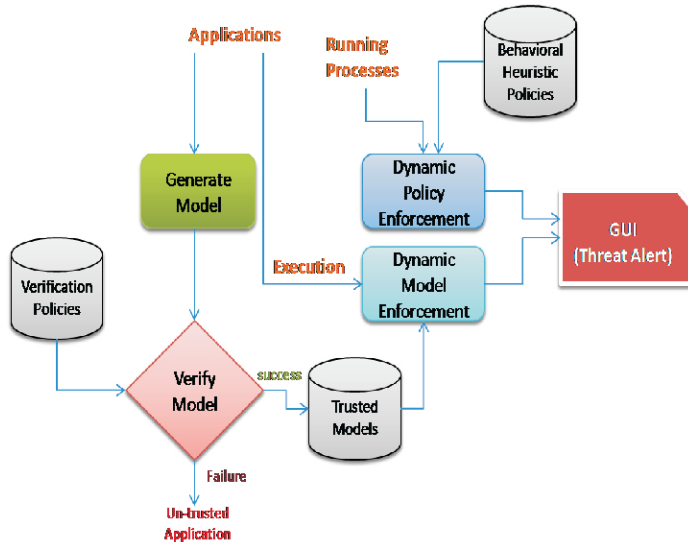 Applications
Running
Processes
Behavioral
Heuristic
Policies
Generate
Model
Dynamic
Policy
Enforcement
GUI
(Threat Alert)
Execution
Dynamic
Model
Enforcement
Verification
Policies
Verify
Model
success
Trusted
Models
Failure
Un-trusted
Application